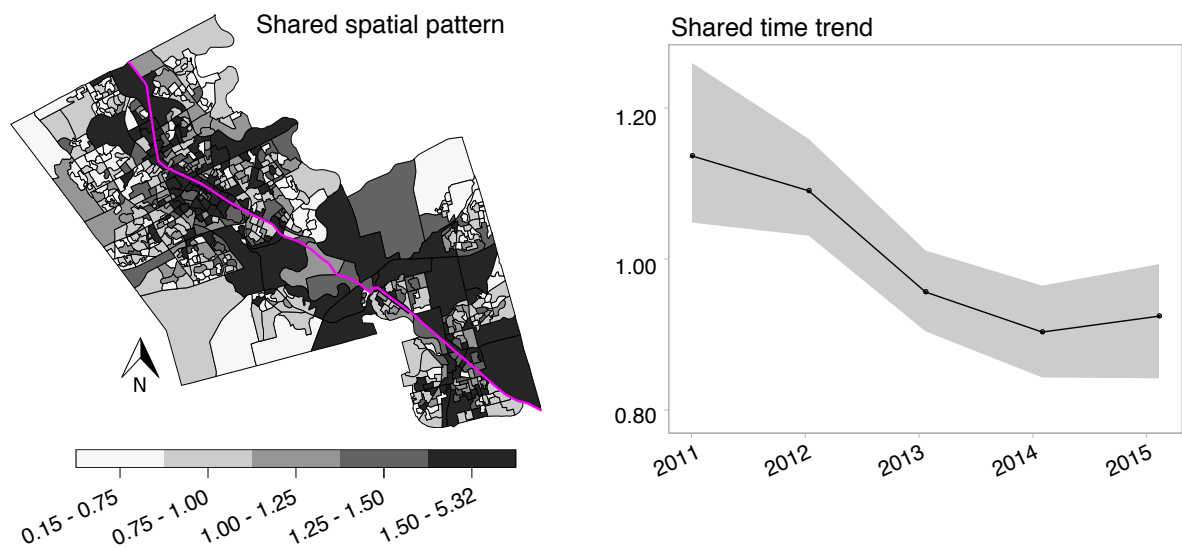 Shared spatial pattern
N
0.15 - 0.75
0.75 - 1.00
1.00 - 1.25
1.25 - 1.50
1.50 - 5.32
Shared time trend
1.20
1.00
0.80
2011
2012
2013
2014
2015